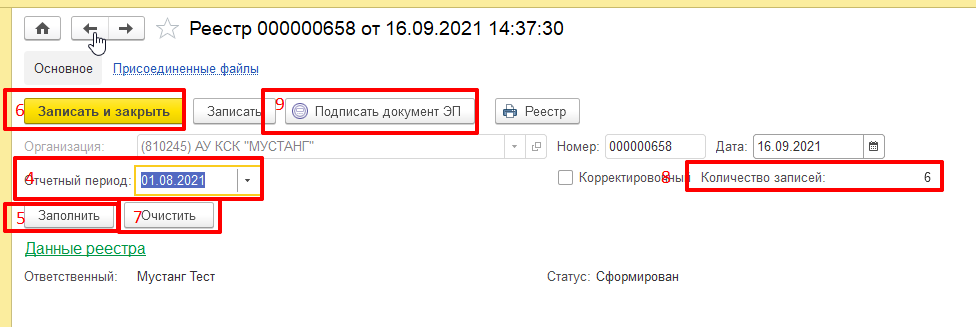 Реестр 000000658 от 16.09.2021 14:37:30
Основное Присоединенные файлы
6 Записать и закрыть Записать 9 Подписать документ ЭП Реестр
Организация: (810245) АУ КСК "МУСТАНГ" Номер: 000000658 Дата: 16.09.2021
4 Отчетный период: 01.08.2021 Корректировочный 8 Количество записей: 6
5 Заполнить 7 Очистить
Данные реестра
Ответственный: Мустанг Тест Статус: Сформирован